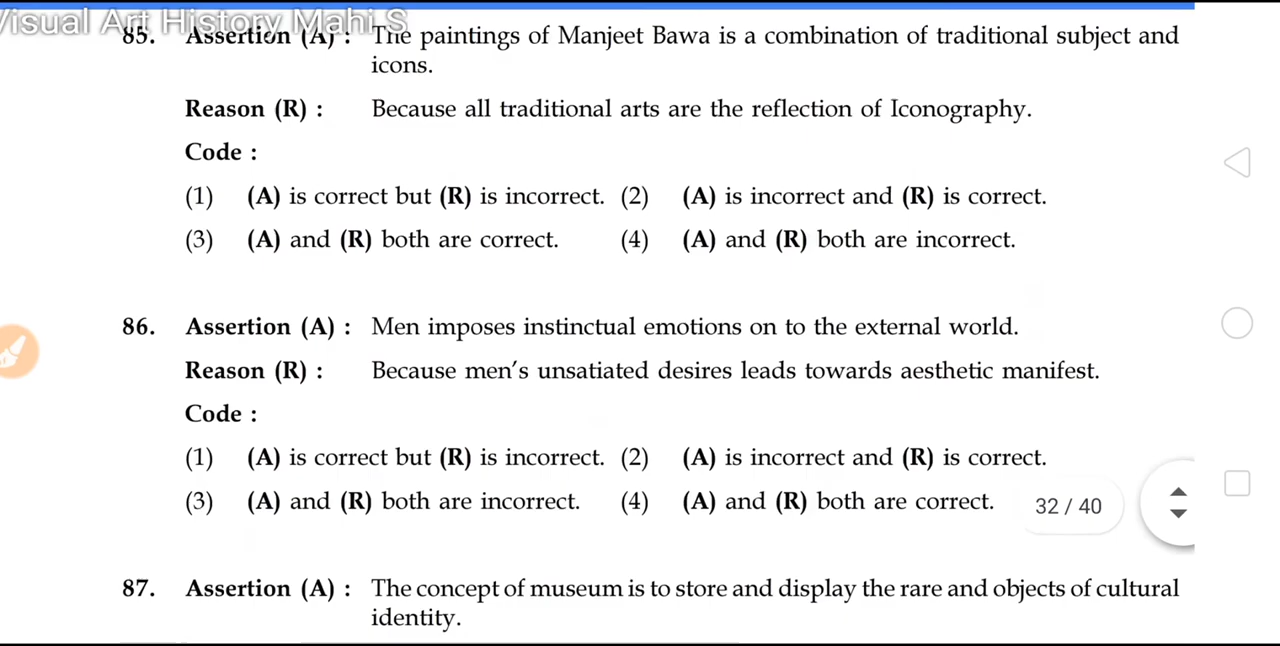 Visual Art History Mahi S
85. Assertion (A) : The paintings of Manjeet Bawa is a combination of traditional subject and
icons.
Reason (R) : Because all traditional arts are the reflection of Iconography.
Code :
(1) (A) is correct but (R) is incorrect. (2) (A) is incorrect and (R) is correct.
(3) (A) and (R) both are correct. (4) (A) and (R) both are incorrect.
86. Assertion (A) : Men imposes instinctual emotions on to the external world.
Reason (R) : Because men's unsatiated desires leads towards aesthetic manifest.
Code :
(1) (A) is correct but (R) is incorrect. (2) (A) is incorrect and (R) is correct.
(3) (A) and (R) both are incorrect. (4) (A) and (R) both are correct.
32 / 40
87. Assertion (A) : The concept of museum is to store and display the rare and objects of cultural
identity.